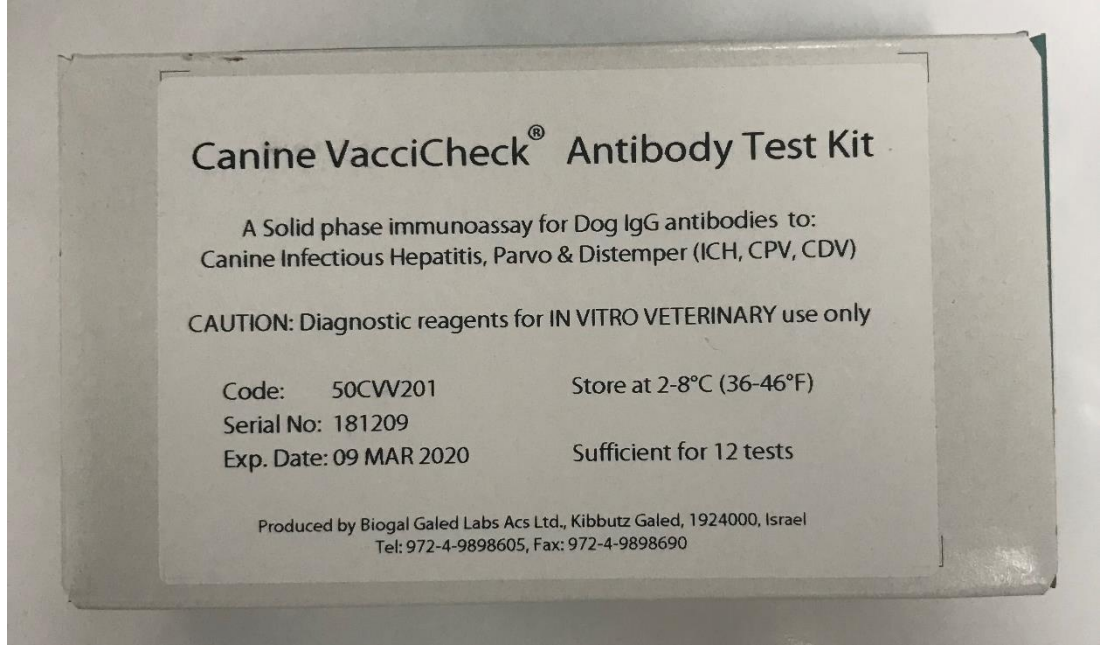 Canine VacciCheck® Antibody Test Kit
A Solid phase immunoassay for Dog IgG antibodies to:
Canine Infectious Hepatitis, Parvo & Distemper (ICH, CPV, CDV)
CAUTION: Diagnostic reagents for IN VITRO VETERINARY use only
Code: 50CVV201
Store at 2-8°C (36-46°F)
Serial No: 181209
Exp. Date: 09 MAR 2020
Sufficient for 12 tests
Produced by Biogal Galed Labs Acs Ltd., Kibbutz Galed, 1924000, Israel
Tel: 972-4-9898605, Fax: 972-4-9898690